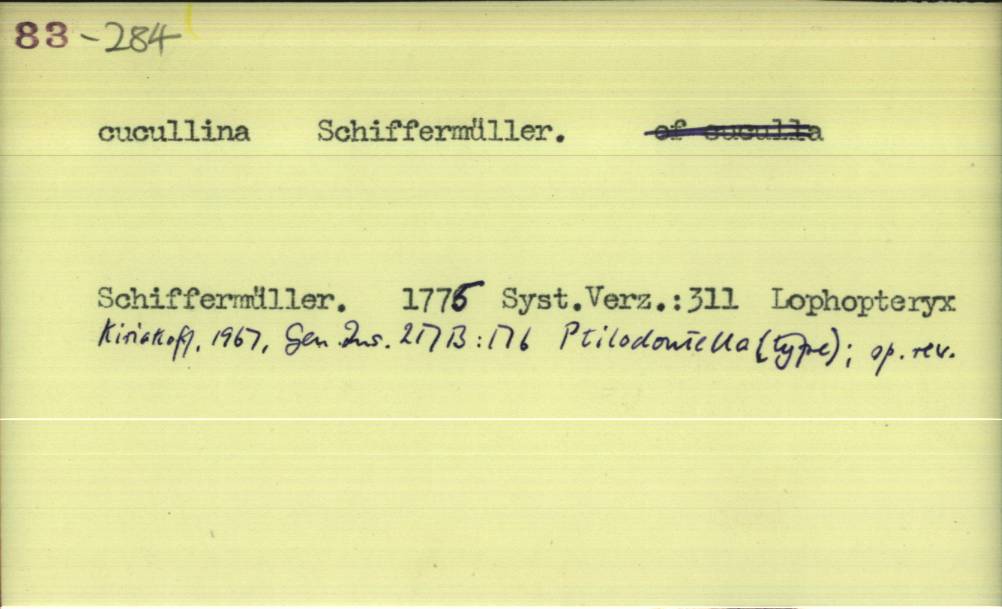 83 - 284
cucullina Schiffermüller. of cuculla
Schiffermüller. 1775 Syst.Verz.:311 Lophopteryx
Kiriakoff, 1967, Gen. Ins. 217B:176 Ptilodontella (type); sp. rev.